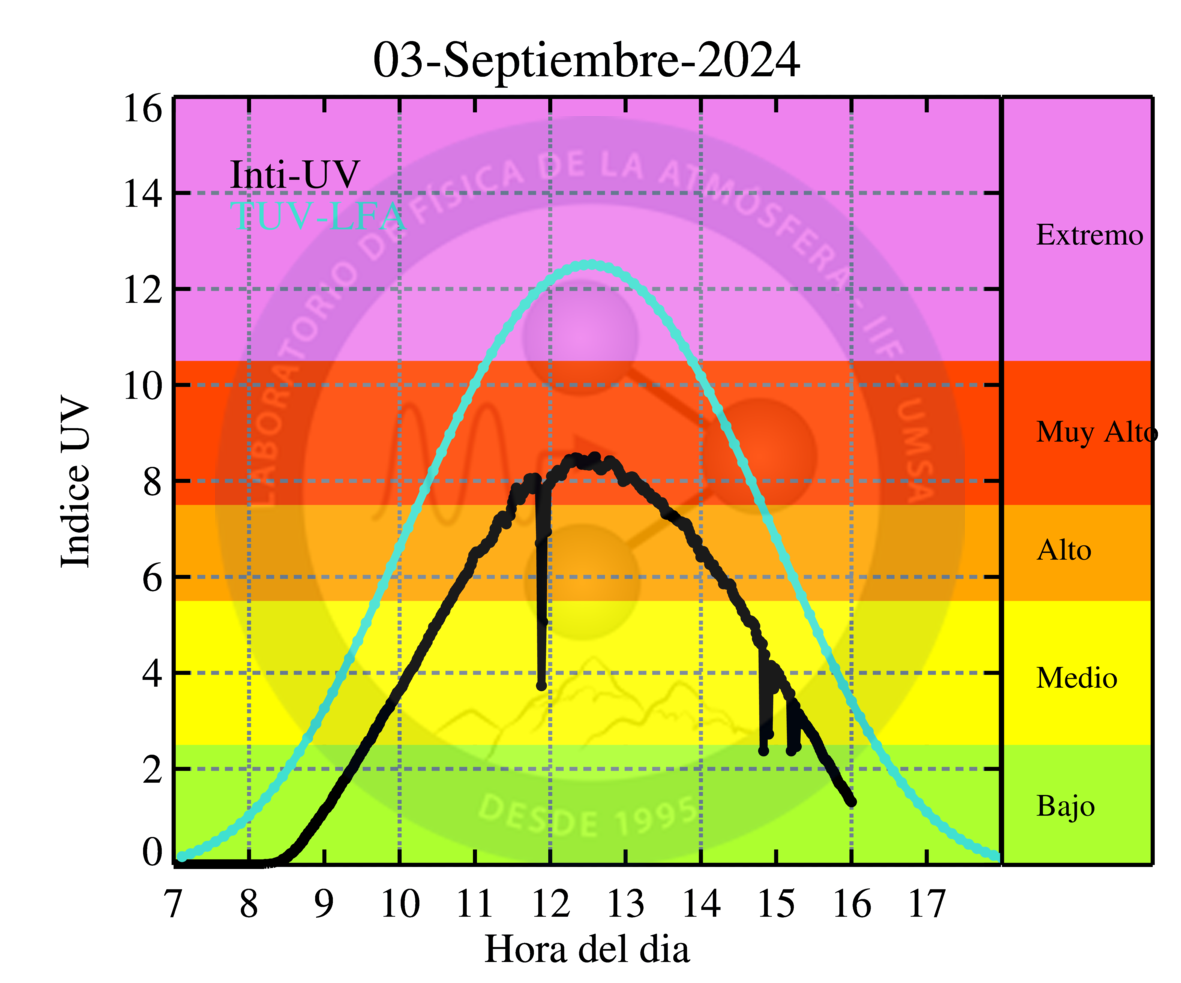 03-Septiembre-2024
16
14
12
10
8
6
4
2
0
Indice UV
Inti-UV
TUV-LFA
LABORATORIO DE FÍSICA DE LA ATMÓSFERA - IIF - UMSA
DESDE 1995
Extremo
Muy Alto
Alto
Medio
Bajo
7 8 9 10 11 12 13 14 15 16 17
Hora del dia